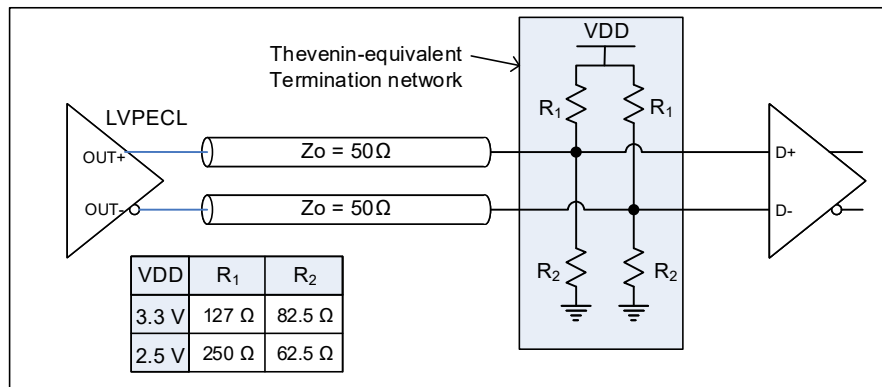 VDD
Thevenin-equivalent
Termination network
R1
R1
LVPECL
OUT+
Zo = 50Ω
D+
OUT-
Zo = 50Ω
D-
R2
R2
VDD R1 R2
3.3 V 127 Ω 82.5 Ω
2.5 V 250 Ω 62.5 Ω